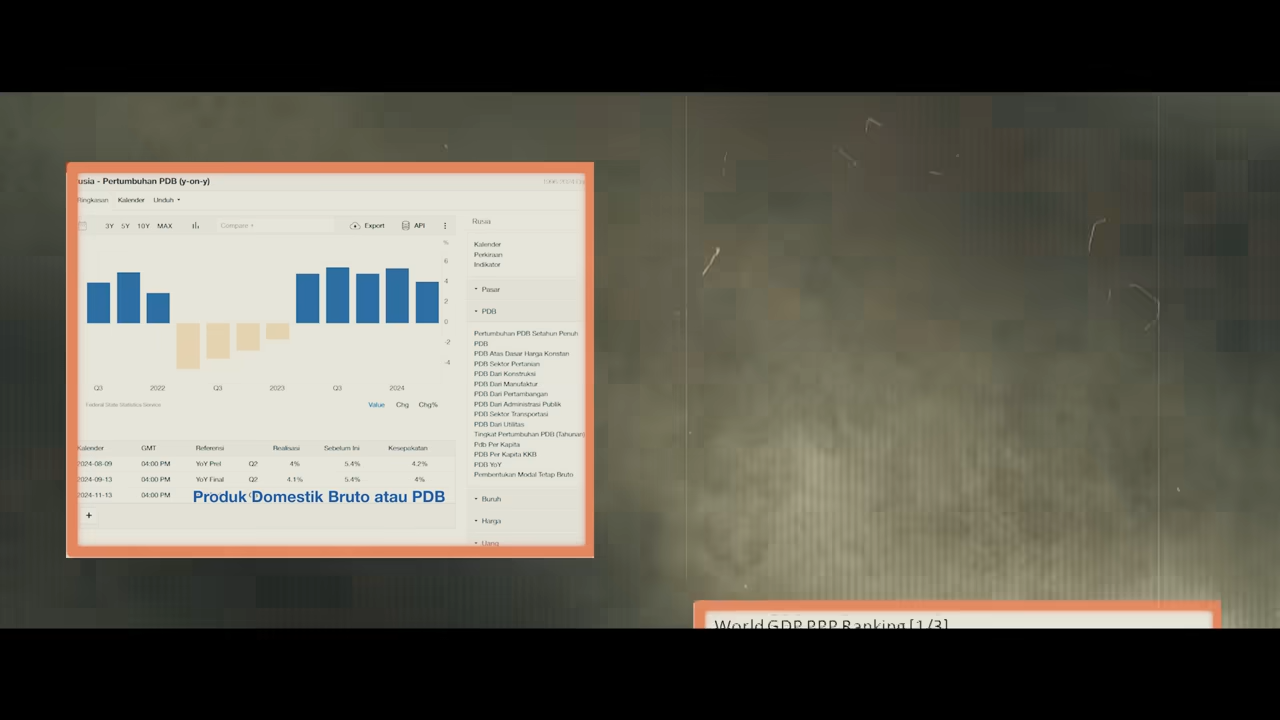 usia - Pertumbuhan PDB (y-on-y)
Ringkasan Kalender Unduh
3Y 5Y 10Y MAX Compare + Export API
%
6
4
2
0
-2
-4
Q3 2022 Q3 2023 Q3 2024
Federal State Statistics Service Value Chg Chg%
Kalender GMT Referensi Realisasi Sebelum Ini Kesepakatan
2024-08-09 04:00 PM YoY Prel Q2 4% 5.4% 4.2%
2024-09-13 04:00 PM YoY Final Q2 4.1% 5.4% 4%
2024-11-13 04:00 PM
Produk Domestik Bruto atau PDB
+
Rusia
Kalender
Perkiraan
Indikator
Pasar
PDB
Pertumbuhan PDB Setahun Penuh
PDB
PDB Atas Dasar Harga Konstan
PDB Sektor Pertanian
PDB Dari Konstruksi
PDB Dari Manufaktur
PDB Dari Pertambangan
PDB Dari Administrasi Publik
PDB Sektor Transportasi
PDB Dari Utilitas
Tingkat Pertumbuhan PDB (Tahunan)
Pdb Per Kapita
PDB Per Kapita KKB
PDB YoY
Pembentukan Modal Tetap Bruto
Buruh
Harga
Uang
World GDP PPP Ranking [1/3]